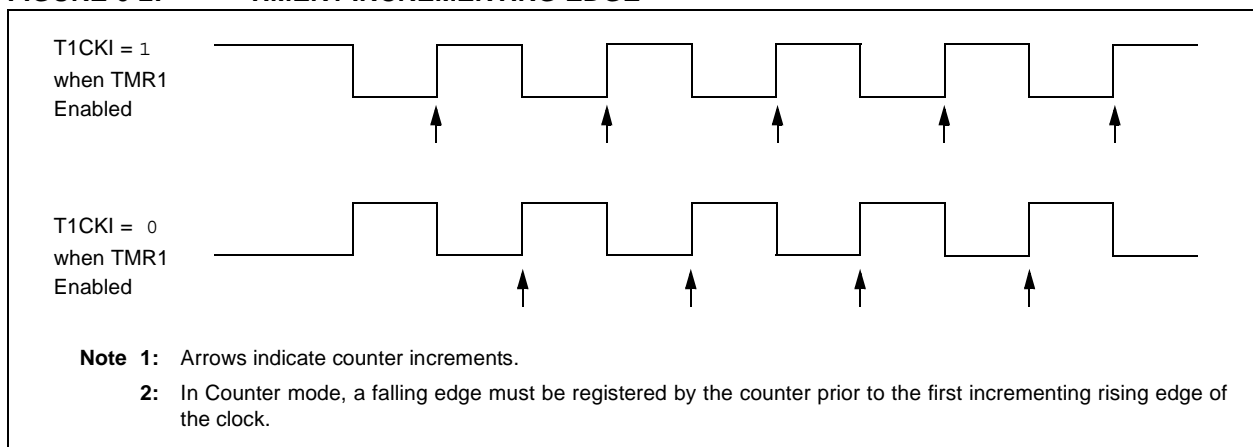 T1CKI = 1
when TMR1
Enabled
T1CKI = 0
when TMR1
Enabled
Note 1: Arrows indicate counter increments.
2: In Counter mode, a falling edge must be registered by the counter prior to the first incrementing rising edge of
the clock.